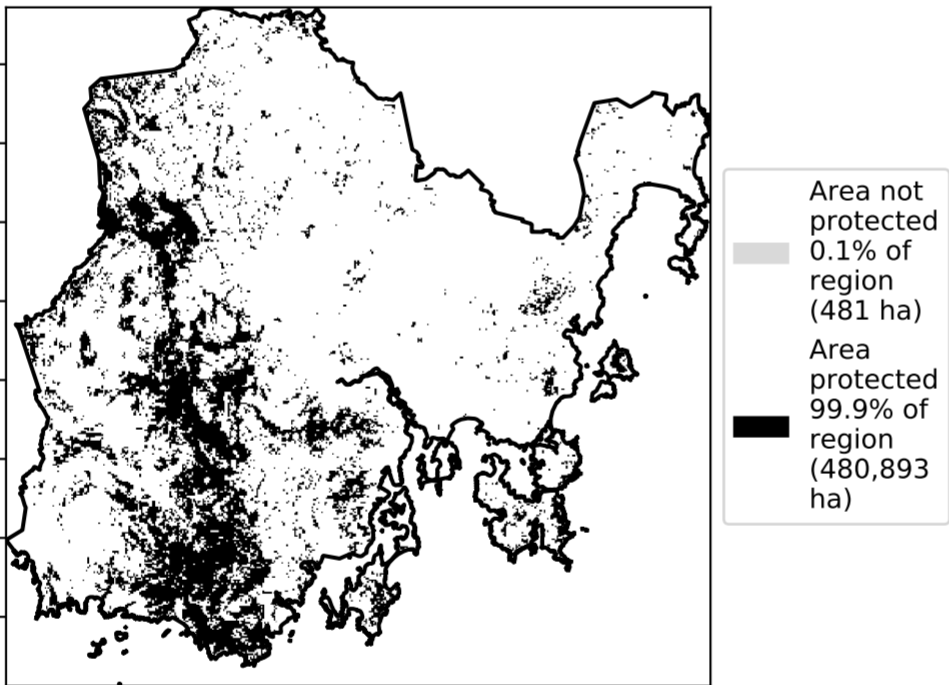 Area not
protected
0.1% of
region
(481 ha)
Area
protected
99.9% of
region
(480,893
ha)